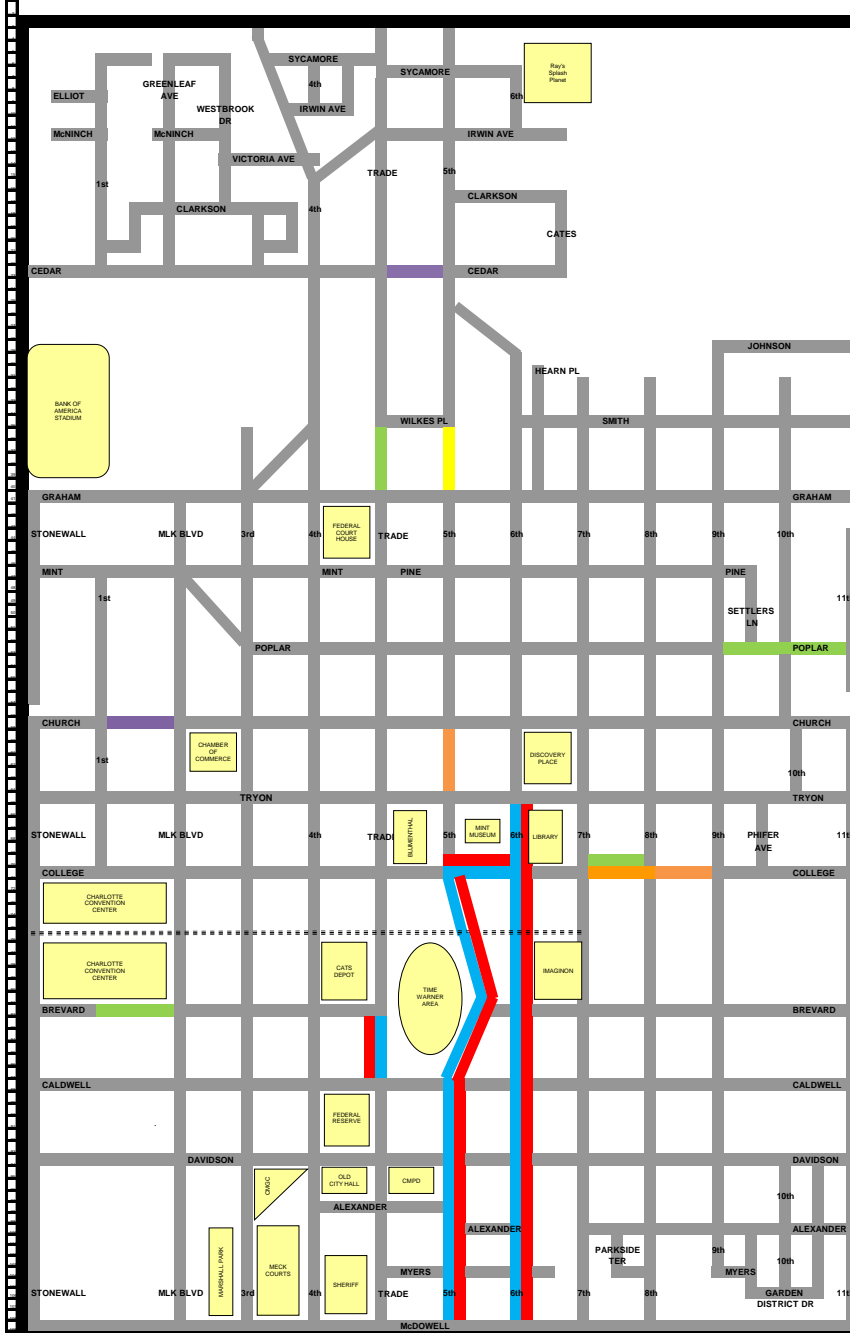 SYCAMORE
SYCAMORE
Ray's
Splash
Planet
GREENLEAF
AVE
4th
ELLIOT
6th
WESTBROOK
DR
IRWIN AVE
McNINCH
McNINCH
IRWIN AVE
VICTORIA AVE
TRADE
5th
1st
CLARKSON
CLARKSON
4th
CATES
CEDAR
CEDAR
JOHNSON
HEARN PL
BANK OF
AMERICA
STADIUM
WILKES PL
SMITH
GRAHAM
GRAHAM
STONEWALL
MLK BLVD
3rd
4th
FEDERAL
COURT
HOUSE
TRADE
5th
6th
7th
8th
9th
10th
MINT
MINT
PINE
PINE
1st
11t
SETTLERS
LN
POPLAR
POPLAR
CHURCH
CHURCH
CHAMBER
OF
COMMERCE
DISCOVERY
PLACE
1st
10th
TRYON
TRYON
STONEWALL
MLK BLVD
4th
TRAD
BLUMENTHAL
5th
MINT
MUSEUM
6th
LIBRARY
7th
8th
9th
PHIFER
AVE
11t
COLLEGE
COLLEGE
CHARLOTTE
CONVENTION
CENTER
CHARLOTTE
CONVENTION
CENTER
CATS
DEPOT
TIME
WARNER
AREA
IMAGINON
BREVARD
BREVARD
CALDWELL
CALDWELL
FEDERAL
RESERVE
DAVIDSON
DAVIDSON
CMGC
OLD
CITY HALL
CMPD
10th
ALEXANDER
ALEXANDER
ALEXANDER
MARSHALL PARK
MECK
COURTS
SHERIFF
PARKSIDE
TER
9th
10th
MYERS
MYERS
STONEWALL
MLK BLVD
3rd
4th
TRADE
5th
6th
7th
8th
GARDEN
DISTRICT DR
11t
McDOWELL